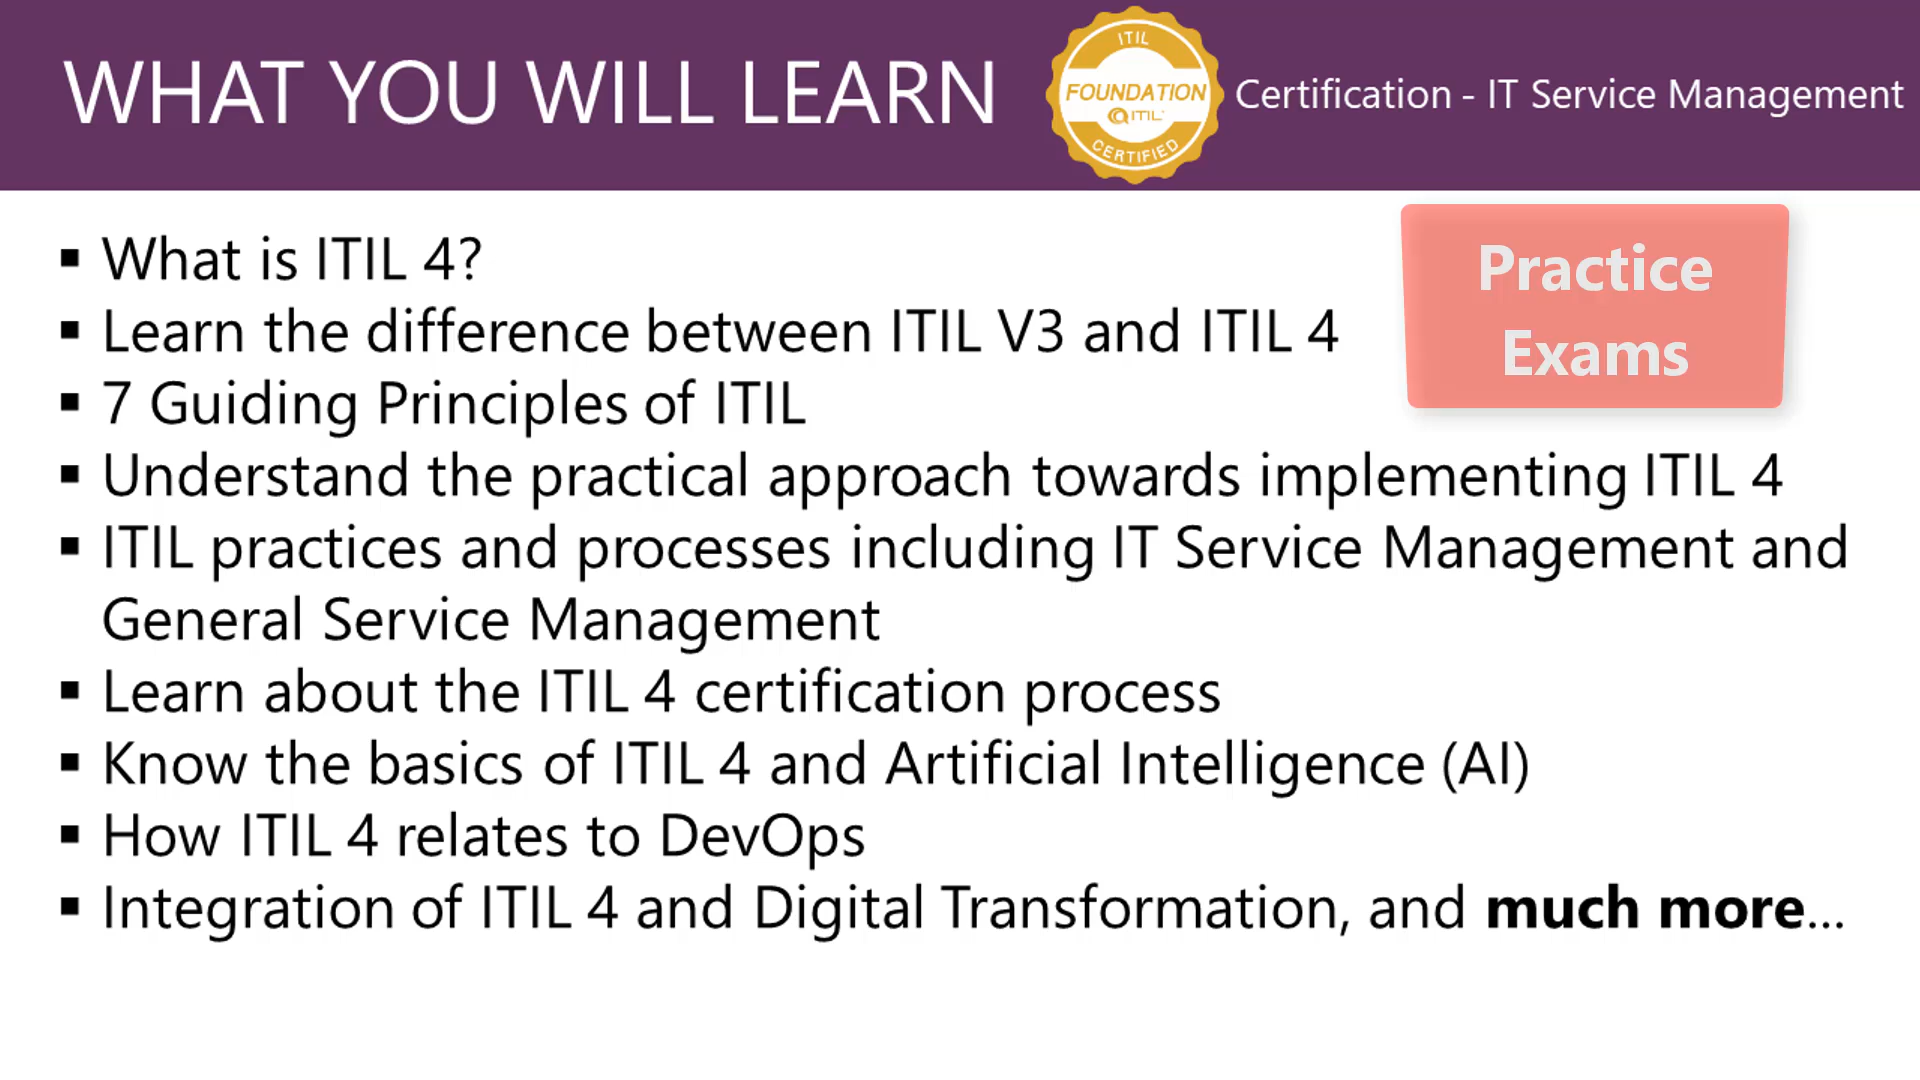 WHAT YOU WILL LEARN
ITIL
FOUNDATION
ITIL
CERTIFIED
Certification - IT Service Management
Practice
Exams
▪ What is ITIL 4?
▪ Learn the difference between ITIL V3 and ITIL 4
▪ 7 Guiding Principles of ITIL
▪ Understand the practical approach towards implementing ITIL 4
▪ ITIL practices and processes including IT Service Management and
General Service Management
▪ Learn about the ITIL 4 certification process
▪ Know the basics of ITIL 4 and Artificial Intelligence (AI)
▪ How ITIL 4 relates to DevOps
▪ Integration of ITIL 4 and Digital Transformation, and much more...